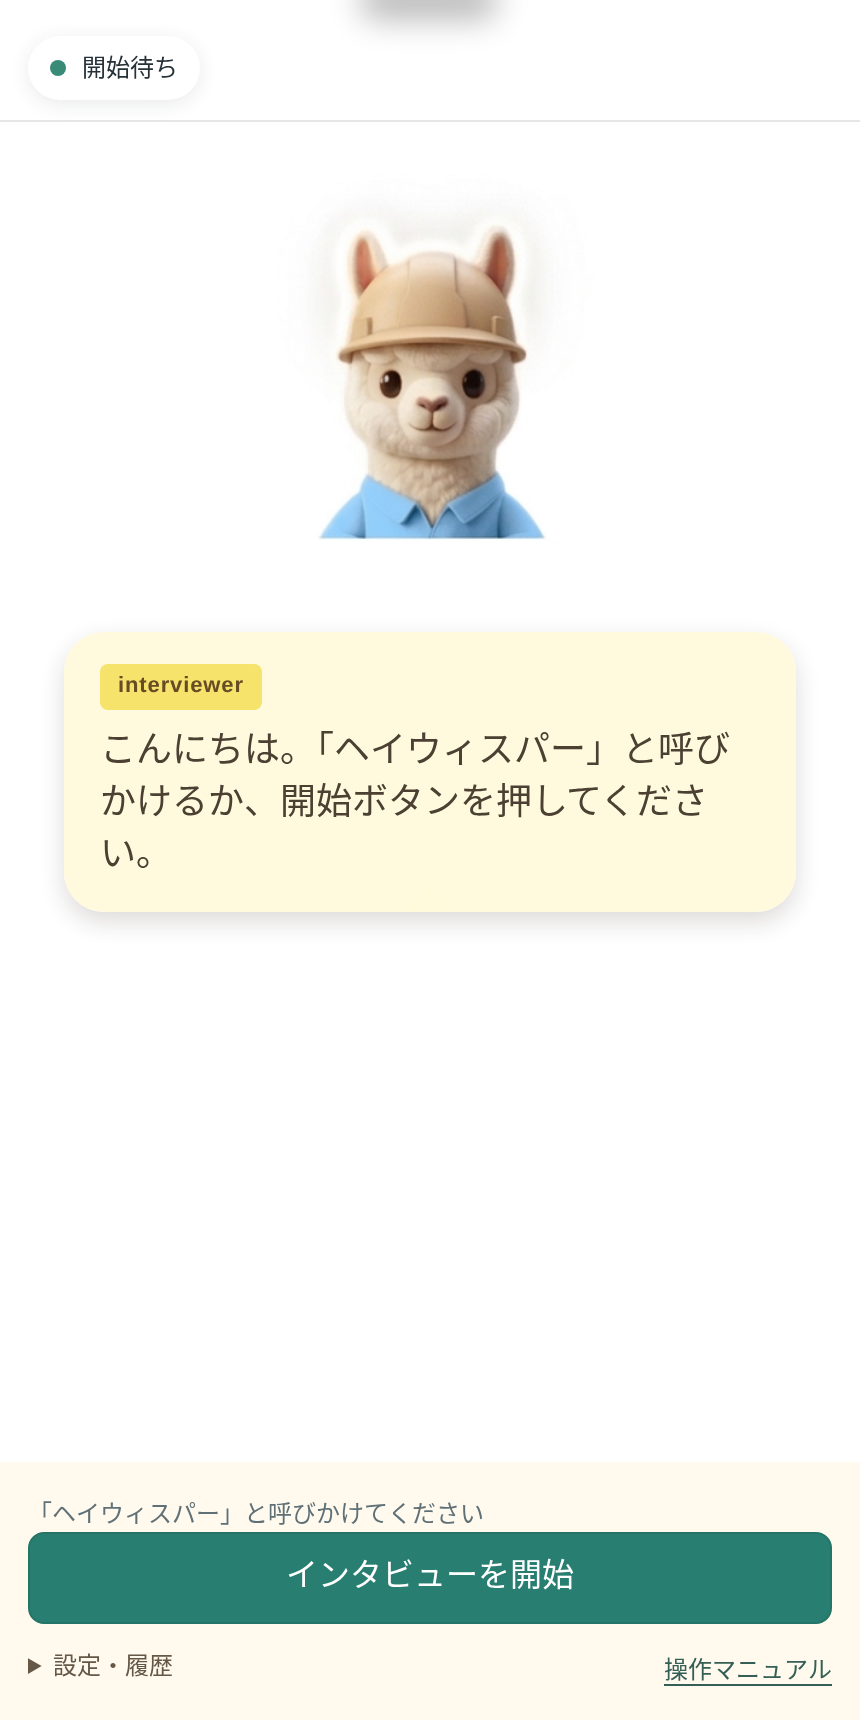 開始待ち
interviewer
こんにちは。「ヘイウィスパー」と呼び
かけるか、開始ボタンを押してくださ
い。
「ヘイウィスパー」と呼びかけてください
インタビューを開始
▶ 設定・履歴
操作マニュアル